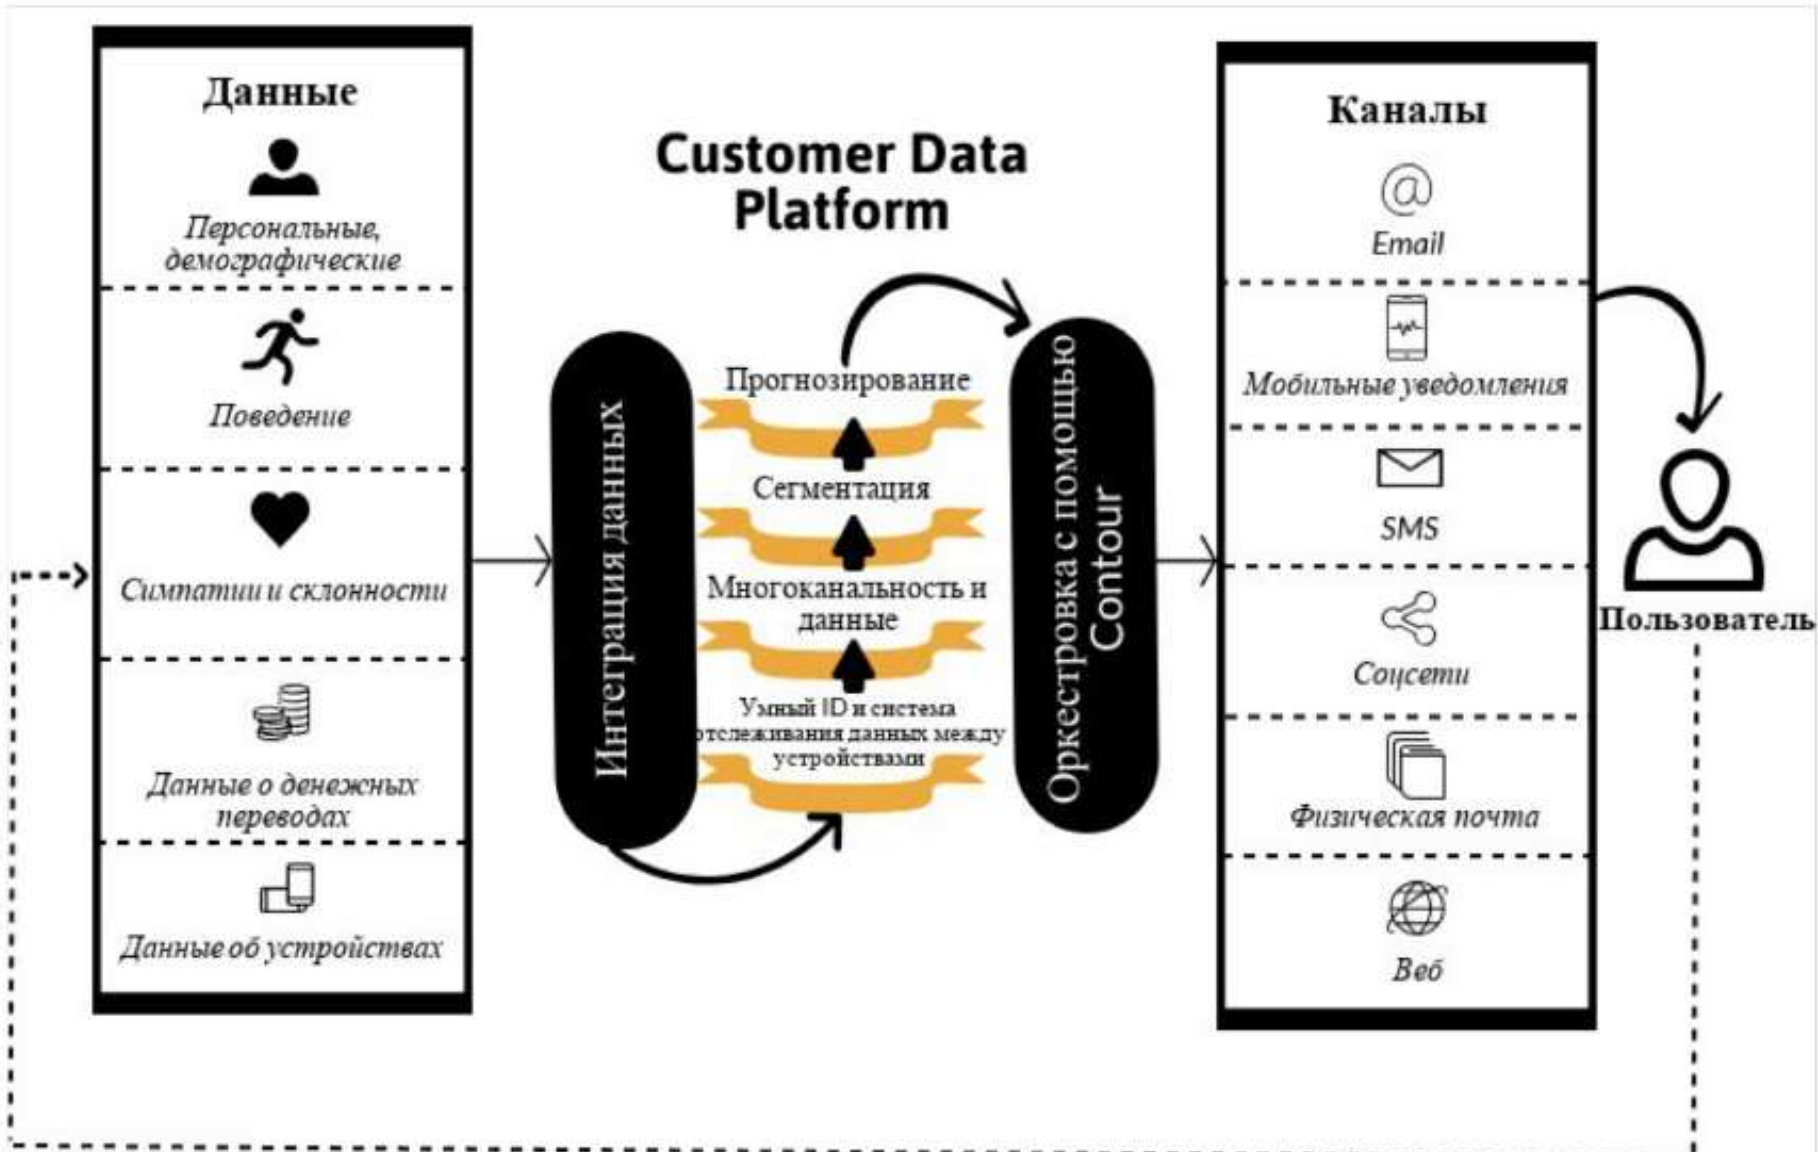 Данные
Персональные,
демографические
Поведение
Симпатии и склонности
Данные о денежных
переводах
Данные об устройствах
Customer Data
Platform
Интеграция данных
Прогнозирование
Сегментация
Многоканальность и
данные
Умный ID и система
отслеживания данных между
устройствами
Оркестровка с помощью
Contour
Каналы
@
Email
Мобильные уведомления
SMS
Соцсети
Физическая почта
Веб
Пользователь